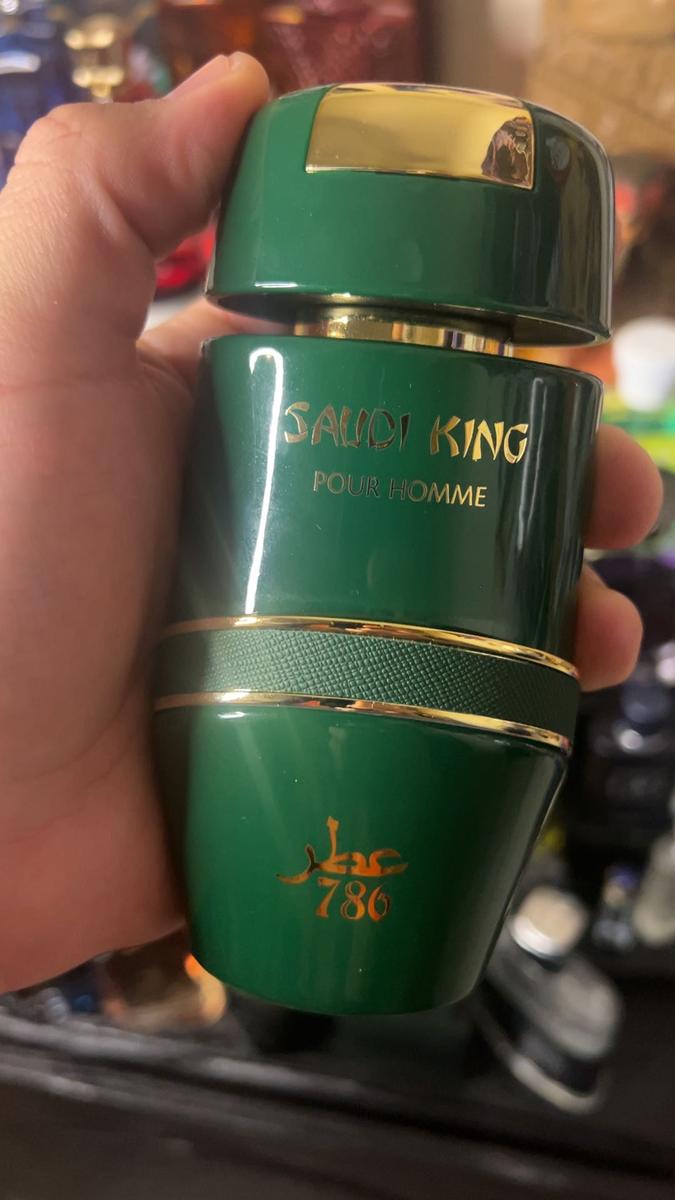 SAUDI KING
POUR HOMME
عطر
786